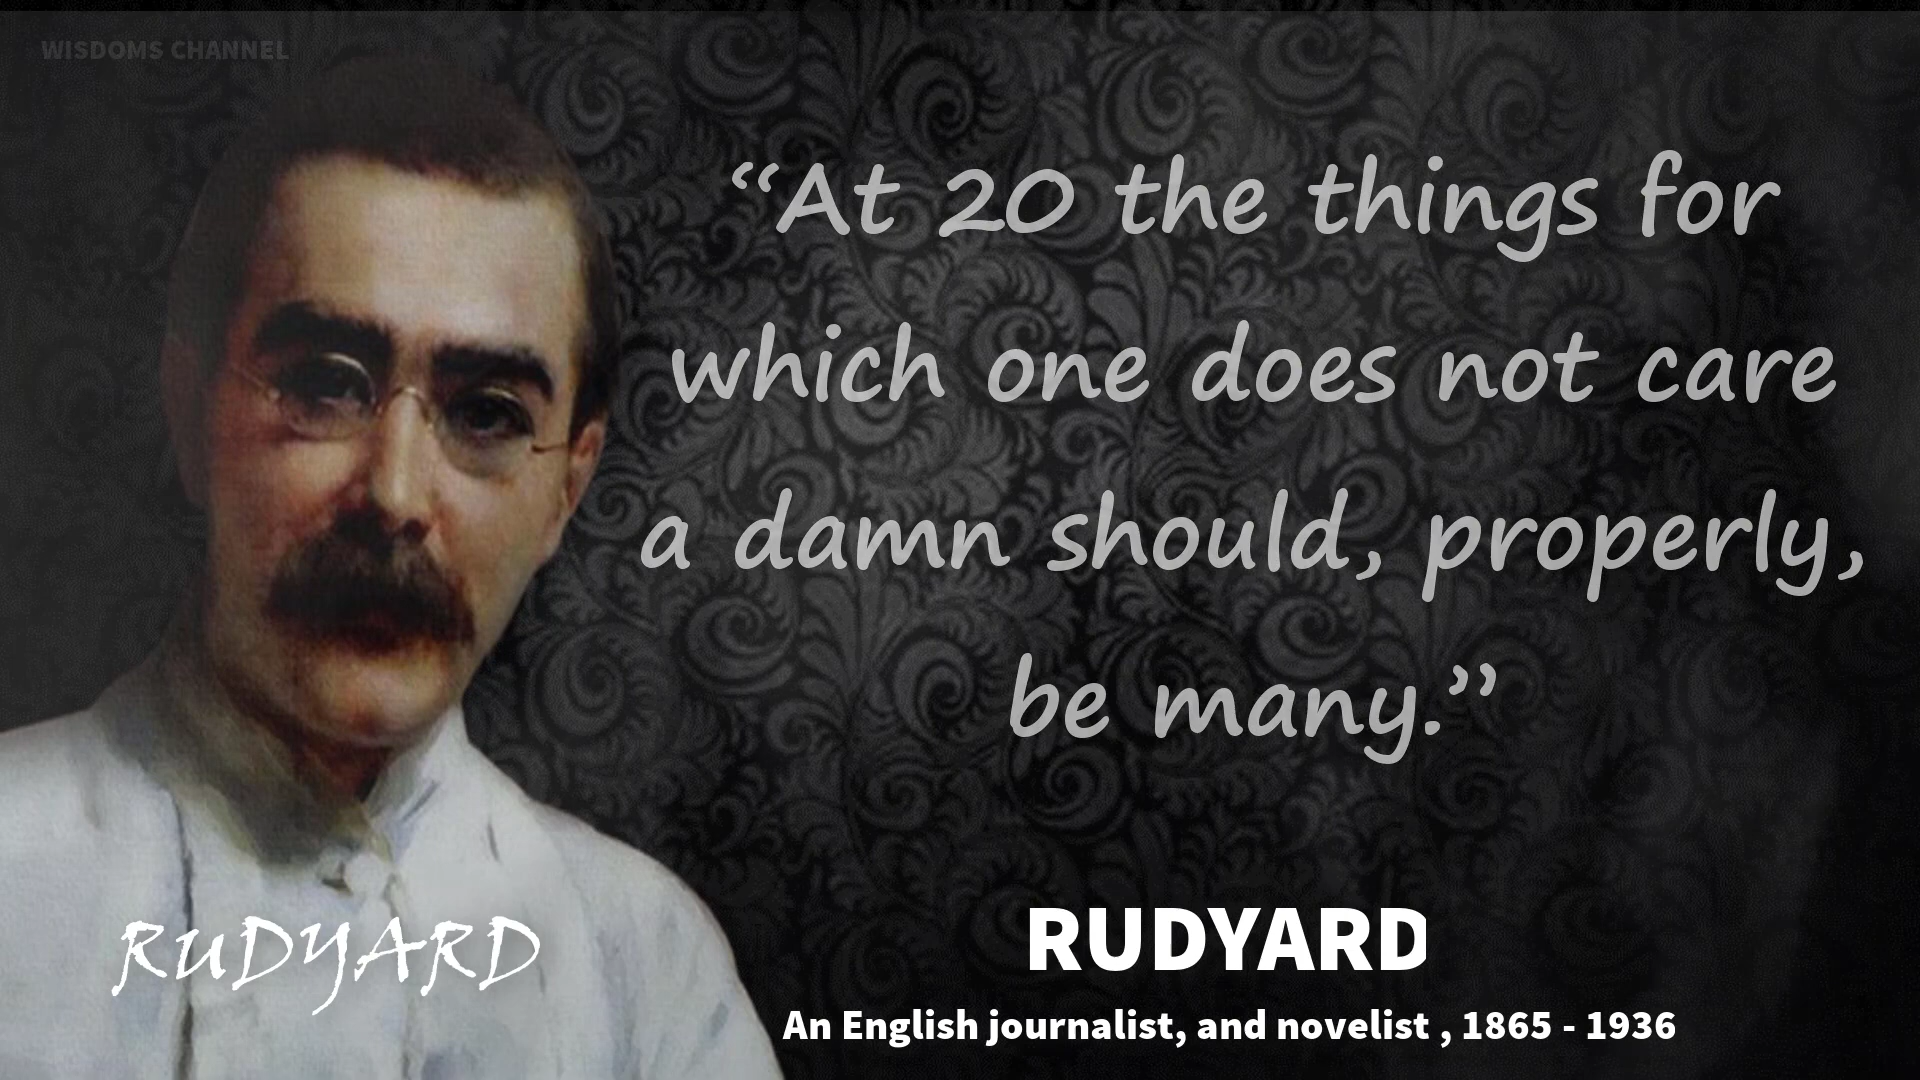 WISDOMS CHANNEL
“At 20 the things for
which one does not care
a damn should, properly,
be many.”
RUDYARD
RUDYARD
An English journalist, and novelist , 1865 - 1936